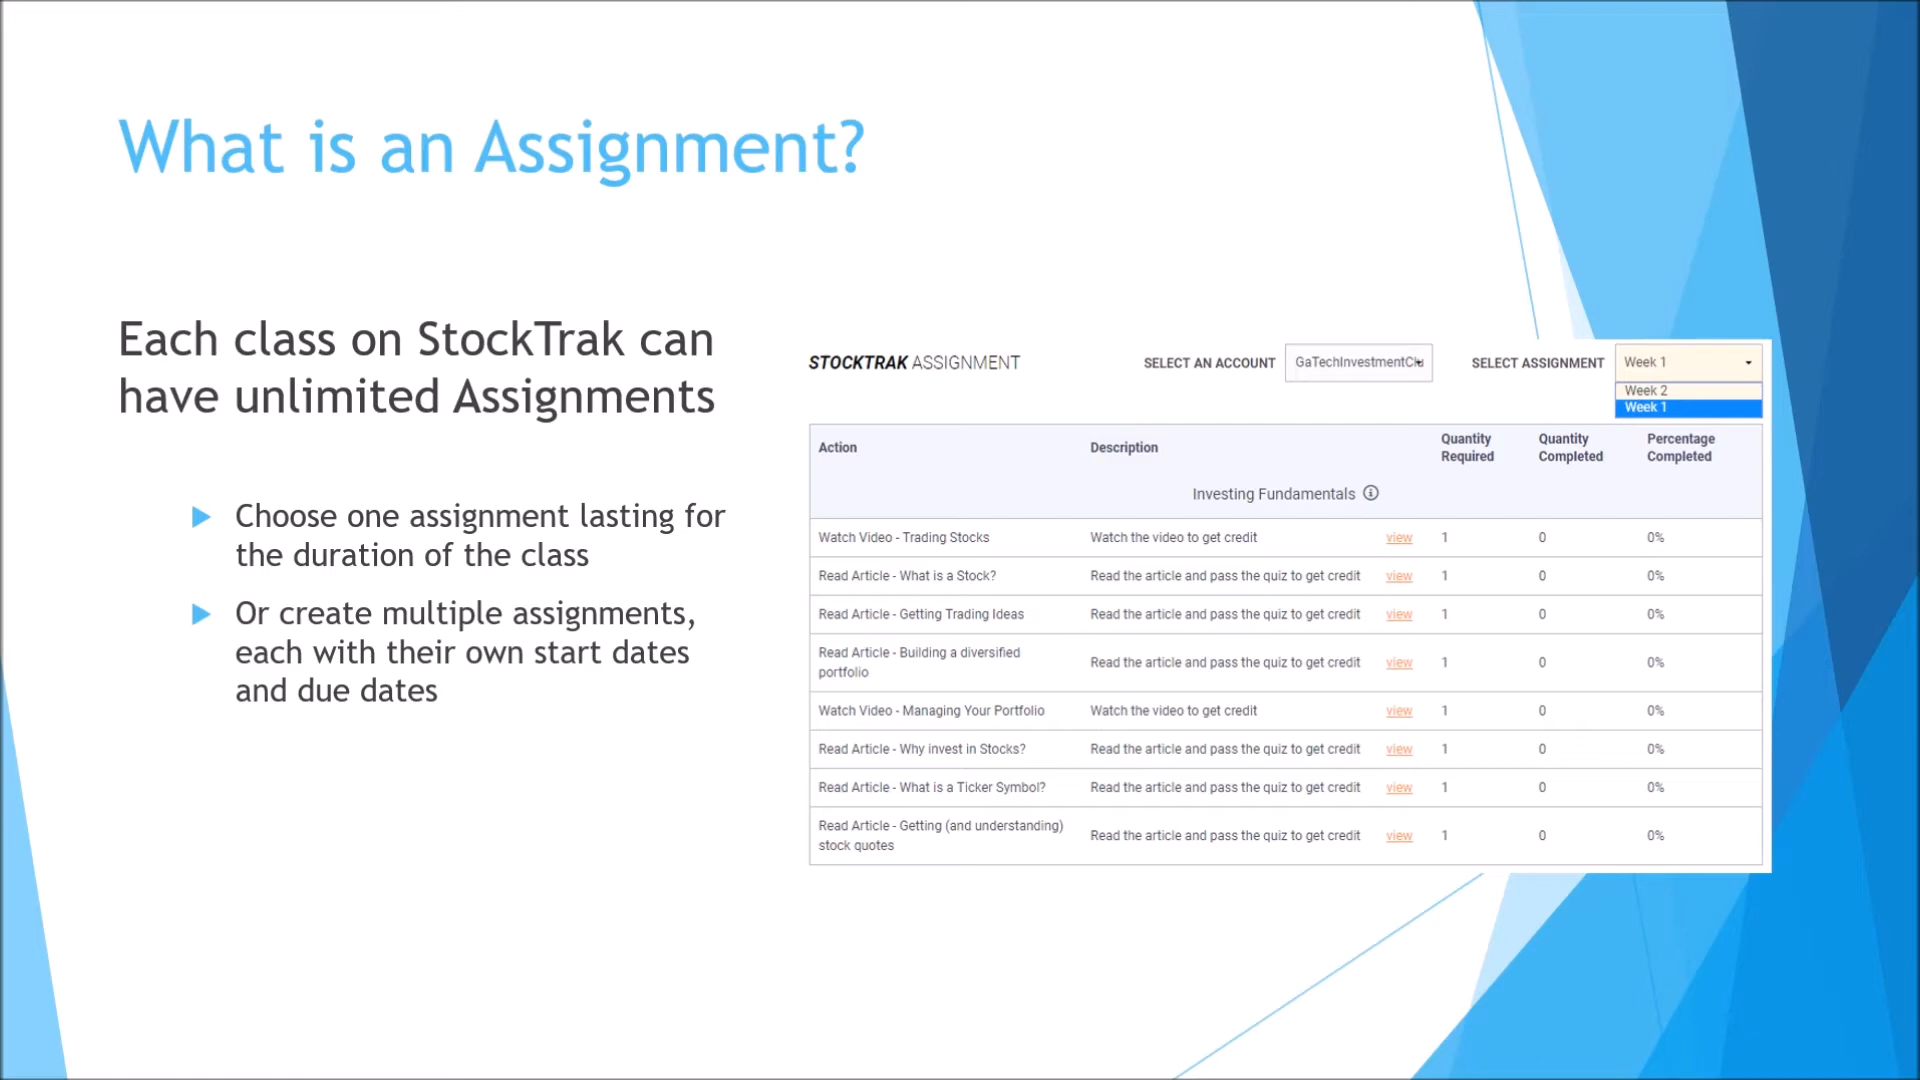 What is an Assignment?
Each class on StockTrak can
have unlimited Assignments
Choose one assignment lasting for
the duration of the class
Or create multiple assignments,
each with their own start dates
and due dates
STOCKTRAK ASSIGNMENT SELECT AN ACCOUNT GaTechInvestmentClu SELECT ASSIGNMENT Week 1
Week 2
Week 1
Action Description Quantity Required Quantity Completed Percentage Completed
Investing Fundamentals
Watch Video - Trading Stocks Watch the video to get credit view 1 0 0%
Read Article - What is a Stock? Read the article and pass the quiz to get credit view 1 0 0%
Read Article - Getting Trading Ideas Read the article and pass the quiz to get credit view 1 0 0%
Read Article - Building a diversified portfolio Read the article and pass the quiz to get credit view 1 0 0%
Watch Video - Managing Your Portfolio Watch the video to get credit view 1 0 0%
Read Article - Why invest in Stocks? Read the article and pass the quiz to get credit view 1 0 0%
Read Article - What is a Ticker Symbol? Read the article and pass the quiz to get credit view 1 0 0%
Read Article - Getting (and understanding) stock quotes Read the article and pass the quiz to get credit view 1 0 0%